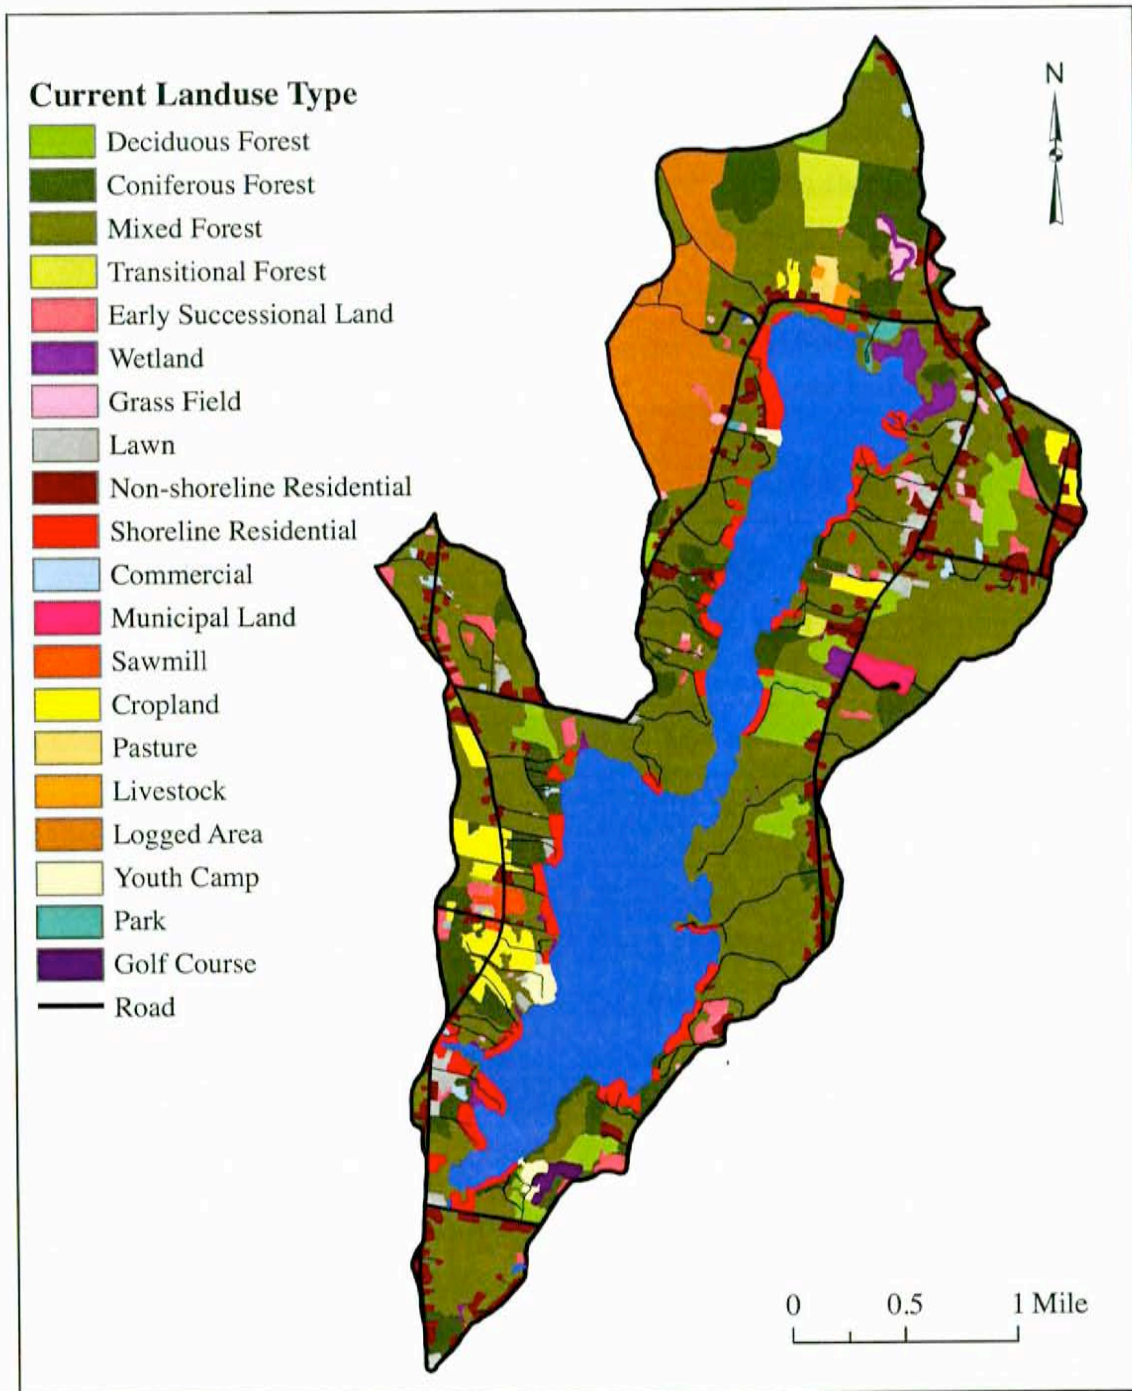 Current Landuse Type
Deciduous Forest
Coniferous Forest
Mixed Forest
Transitional Forest
Early Successional Land
Wetland
Grass Field
Lawn
Non-shoreline Residential
Shoreline Residential
Commercial
Municipal Land
Sawmill
Cropland
Pasture
Livestock
Logged Area
Youth Camp
Park
Golf Course
Road
N
0 0.5 1 Mile